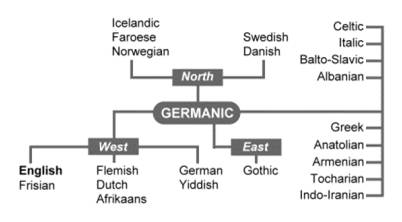 Icelandic
Faroese
Norwegian
Swedish
Danish
North
Celtic
Italic
Balto-Slavic
Albanian
GERMANIC
West
East
English
Frisian
Flemish
Dutch
Afrikaans
German
Yiddish
Gothic
Greek
Anatolian
Armenian
Tocharian
Indo-Iranian